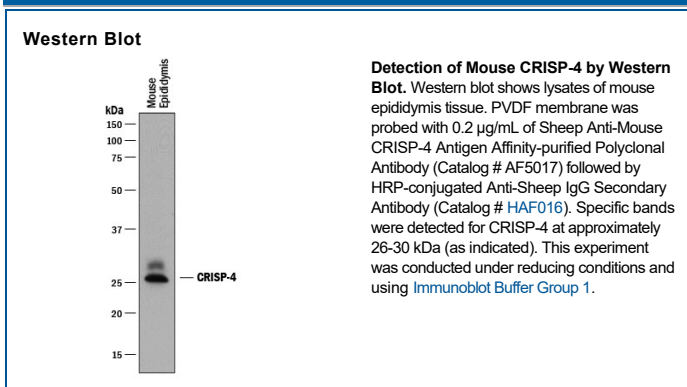 Western Blot
Mouse
Epididymis
kDa
150
100
75
50
37
25
20
15
CRISP-4
Detection of Mouse CRISP-4 by Western
Blot. Western blot shows lysates of mouse
epididymis tissue. PVDF membrane was
probed with 0.2 µg/mL of Sheep Anti-Mouse
CRISP-4 Antigen Affinity-purified Polyclonal
Antibody (Catalog # AF5017) followed by
HRP-conjugated Anti-Sheep IgG Secondary
Antibody (Catalog # HAF016). Specific bands
were detected for CRISP-4 at approximately
26-30 kDa (as indicated). This experiment
was conducted under reducing conditions and
using Immunoblot Buffer Group 1.